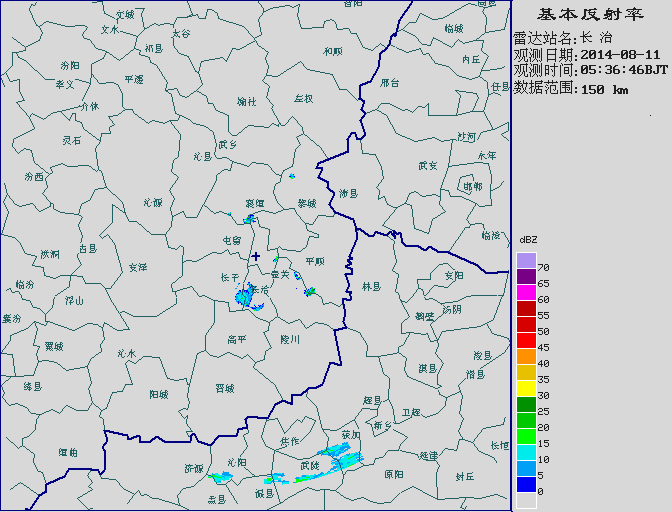 基本反射率
雷达站名:长 治
观测日期:2014-08-11
观测时间:05:36:46BJT
数据范围:150 km
dBZ
70
65
60
55
50
45
40
35
30
25
20
15
10
5
0
文城
文水
太谷
祁县
昔阳
和顺
临城
内丘
任县
邢台
汾阳
孝义
平遥
介休
榆社
左权
灵石
武乡
沁县
沙河
永年
武安
邯郸
汾西
沁源
襄垣
黎城
涉县
临漳
屯留
洪洞
古县
安泽
平顺
壶关
长子
长治
林县
安阳
临汾
浮山
汤阴
鹤壁
襄汾
高平
陵川
翼城
沁水
浚县
淇县
滑县
绛县
阳城
晋城
辉县
卫辉
新乡
获加
焦作
垣曲
济源
沁阳
武陟
延津
长垣
原阳
封丘
孟县
温县